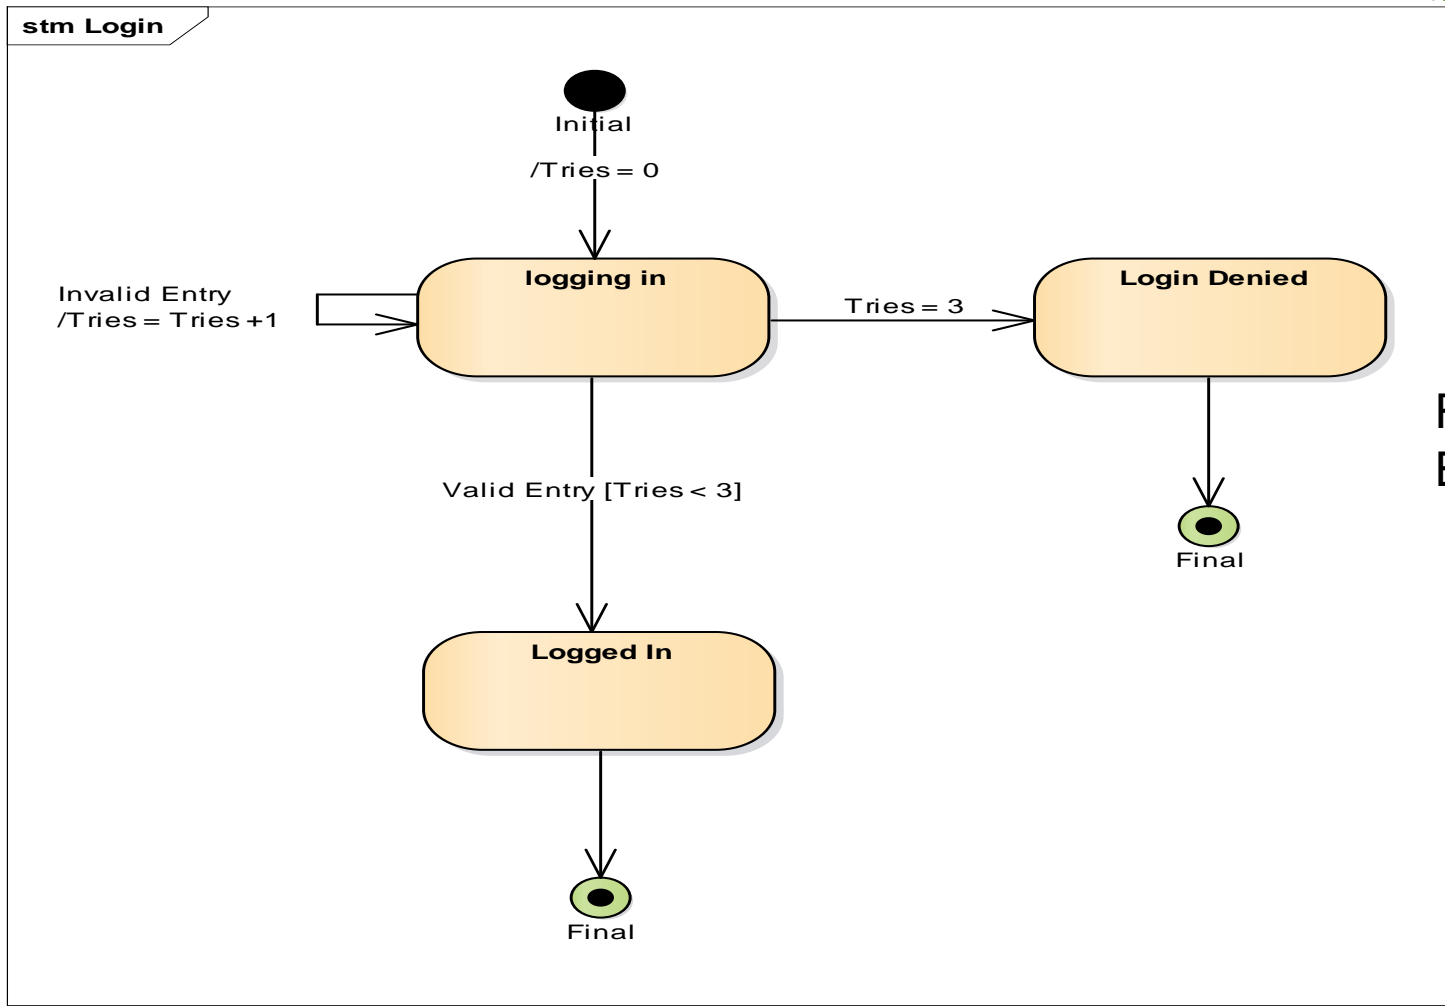 stm Login
Initial
/Tries = 0
logging in
Login Denied
Invalid Entry
/Tries = Tries +1
Tries = 3
Valid Entry [Tries < 3]
Final
Logged In
Final